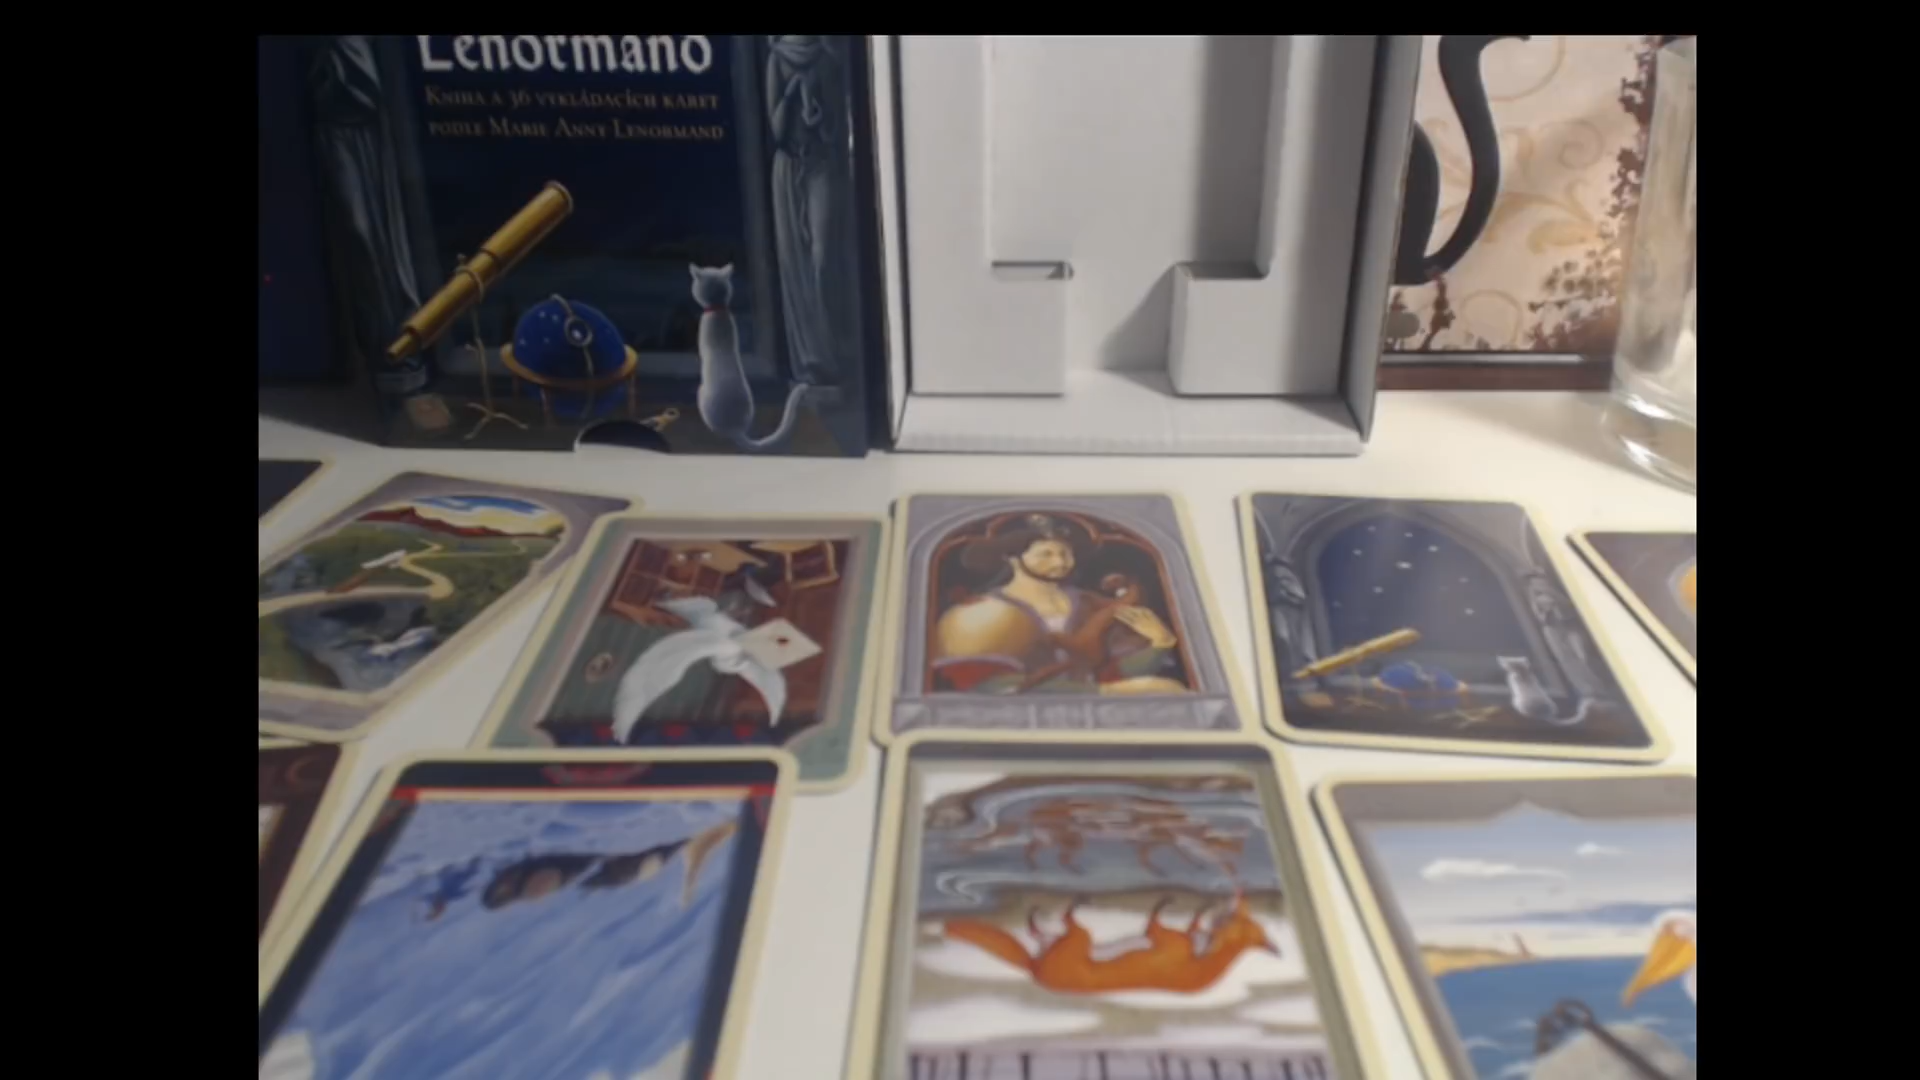 Lenormand
Kniha a 36 vykládacích karet
podle Marie Anny Lenormand